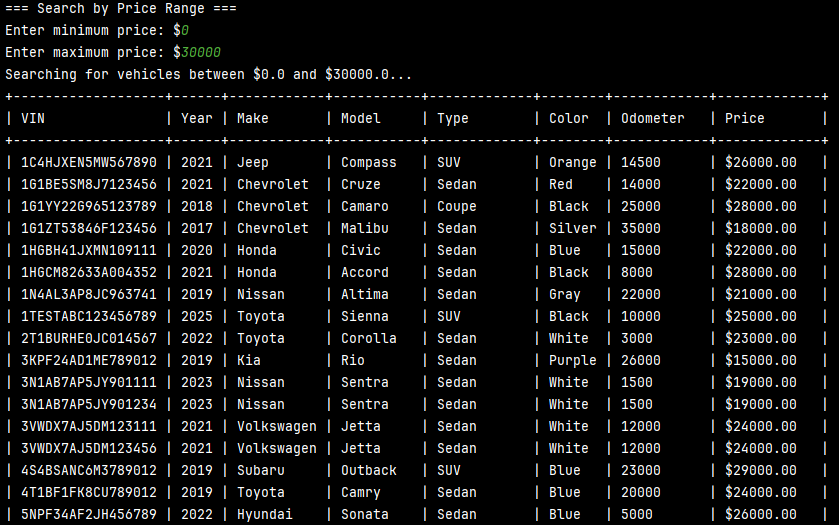 === Search by Price Range ===
Enter minimum price: $0
Enter maximum price: $30000
Searching for vehicles between $0.0 and $30000.0...
+-------------------+------+------------+-----------+-------------+--------+------------+-------------+
| VIN               | Year | Make       | Model     | Type        | Color  | Odometer   | Price       |
+-------------------+------+------------+-----------+-------------+--------+------------+-------------+
| 1C4HJXEN5MW567890 | 2021 | Jeep       | Compass   | SUV         | Orange | 14500      | $26000.00   |
| 1G1BE5SM8J7123456 | 2021 | Chevrolet  | Cruze     | Sedan       | Red    | 14000      | $22000.00   |
| 1G1YY22G965123789 | 2018 | Chevrolet  | Camaro    | Coupe       | Black  | 25000      | $28000.00   |
| 1G1ZT53846F123456 | 2017 | Chevrolet  | Malibu    | Sedan       | Silver | 35000      | $18000.00   |
| 1HGBH41JXMN109111 | 2020 | Honda      | Civic     | Sedan       | Blue   | 15000      | $22000.00   |
| 1HGCM82633A004352 | 2021 | Honda      | Accord    | Sedan       | Black  | 8000       | $28000.00   |
| 1N4AL3AP8JC963741 | 2019 | Nissan     | Altima    | Sedan       | Gray   | 22000      | $21000.00   |
| 1TESTABC123456789 | 2025 | Toyota     | Sienna    | SUV         | Black  | 10000      | $25000.00   |
| 2T1BURHE0JC014567 | 2022 | Toyota     | Corolla   | Sedan       | White  | 3000       | $23000.00   |
| 3KPF24AD1ME789012 | 2019 | Kia        | Rio       | Sedan       | Purple | 26000      | $15000.00   |
| 3N1AB7AP5JY901111 | 2023 | Nissan     | Sentra    | Sedan       | White  | 1500       | $19000.00   |
| 3N1AB7AP5JY901234 | 2023 | Nissan     | Sentra    | Sedan       | White  | 1500       | $19000.00   |
| 3VWDX7AJ5DM123111 | 2021 | Volkswagen | Jetta     | Sedan       | White  | 12000      | $24000.00   |
| 3VWDX7AJ5DM123456 | 2021 | Volkswagen | Jetta     | Sedan       | White  | 12000      | $24000.00   |
| 4S4BSANC6M3789012 | 2019 | Subaru     | Outback   | SUV         | Blue   | 23000      | $29000.00   |
| 4T1BF1FK8CU789012 | 2019 | Toyota     | Camry     | Sedan       | Blue   | 20000      | $24000.00   |
| 5NPF34AF2JH456789 | 2022 | Hyundai    | Sonata    | Sedan       | Blue   | 5000       | $26000.00   |